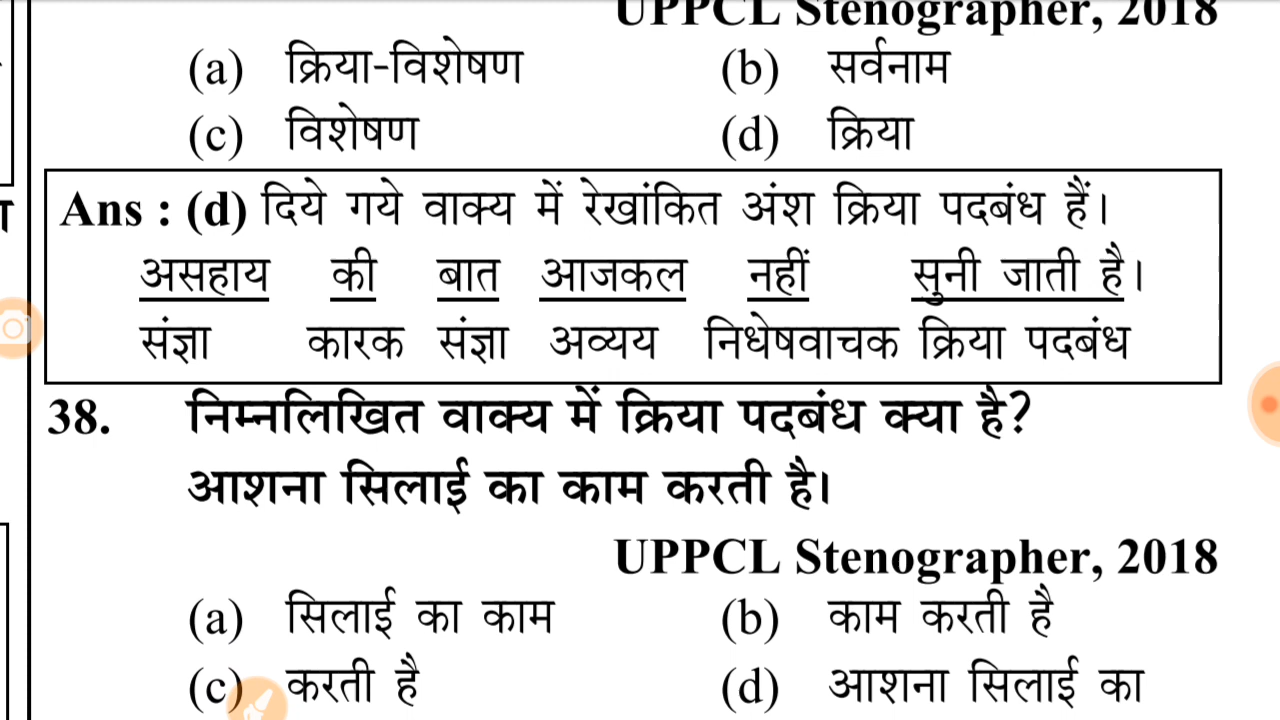 UPPCL Stenographer, 2018
(a) क्रिया-विशेषण (b) सर्वनाम
(c) विशेषण (d) क्रिया
Ans : (d) दिये गये वाक्य में रेखांकित अंश क्रिया पदबंध हैं।
असहाय की बात आजकल नहीं सुनी जाती है।
संज्ञा कारक संज्ञा अव्यय निधेषवाचक क्रिया पदबंध
38. निम्नलिखित वाक्य में क्रिया पदबंध क्या है?
आशना सिलाई का काम करती है।
UPPCL Stenographer, 2018
(a) सिलाई का काम (b) काम करती है
(c) करती है (d) आशना सिलाई का